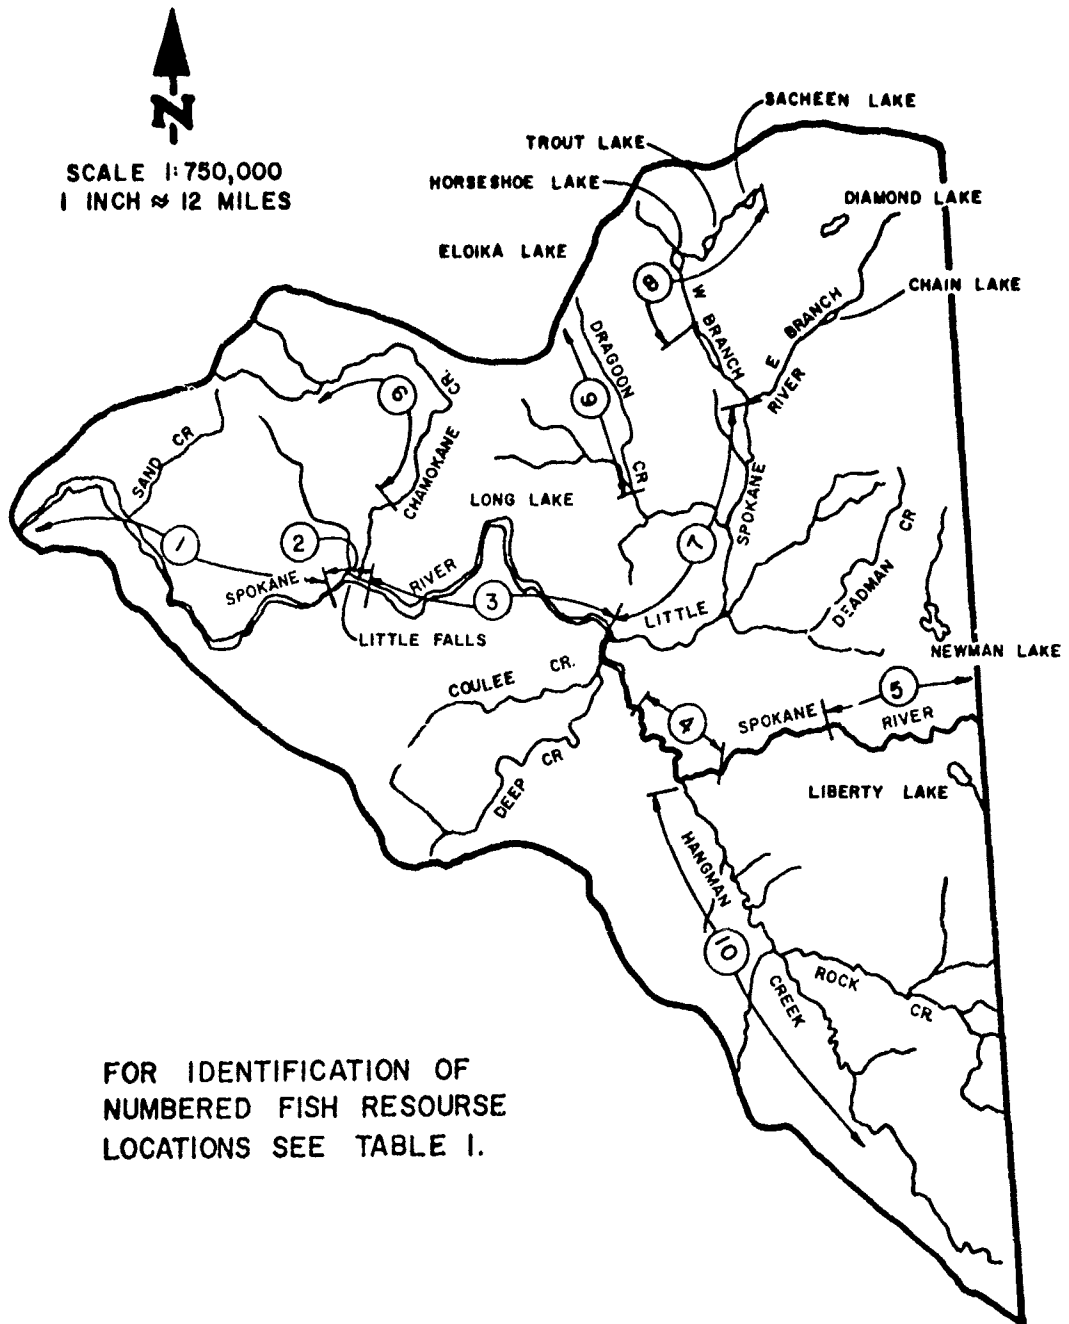 N
SCALE 1:750,000
1 INCH ≈ 12 MILES
SACHEEN LAKE
TROUT LAKE
HORSESHOE LAKE
DIAMOND LAKE
ELOIKA LAKE
CHAIN LAKE
8
W BRANCH
E BRANCH
RIVER
DRAGOON
CR
9
6
CR.
CHAMOKANE
SAND CR
LONG LAKE
SPOKANE
7
LITTLE
DEADMAN CR
1
2
3
SPOKANE
RIVER
LITTLE FALLS
NEWMAN LAKE
COULEE CR.
5
SPOKANE
RIVER
4
DEEP CR
LIBERTY LAKE
HANGMAN
CREEK
10
ROCK
CR.
FOR IDENTIFICATION OF
NUMBERED FISH RESOURSE
LOCATIONS SEE TABLE 1.